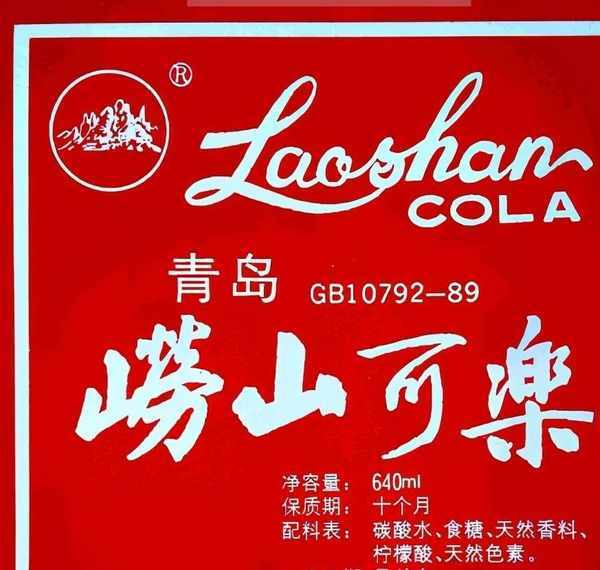 ®
Laoshan
COLA
青岛 GB10792—89
崂山可樂
净容量： 640ml
保质期： 十个月
配料表： 碳酸水、食糖、天然香料、
柠檬酸、天然色素。